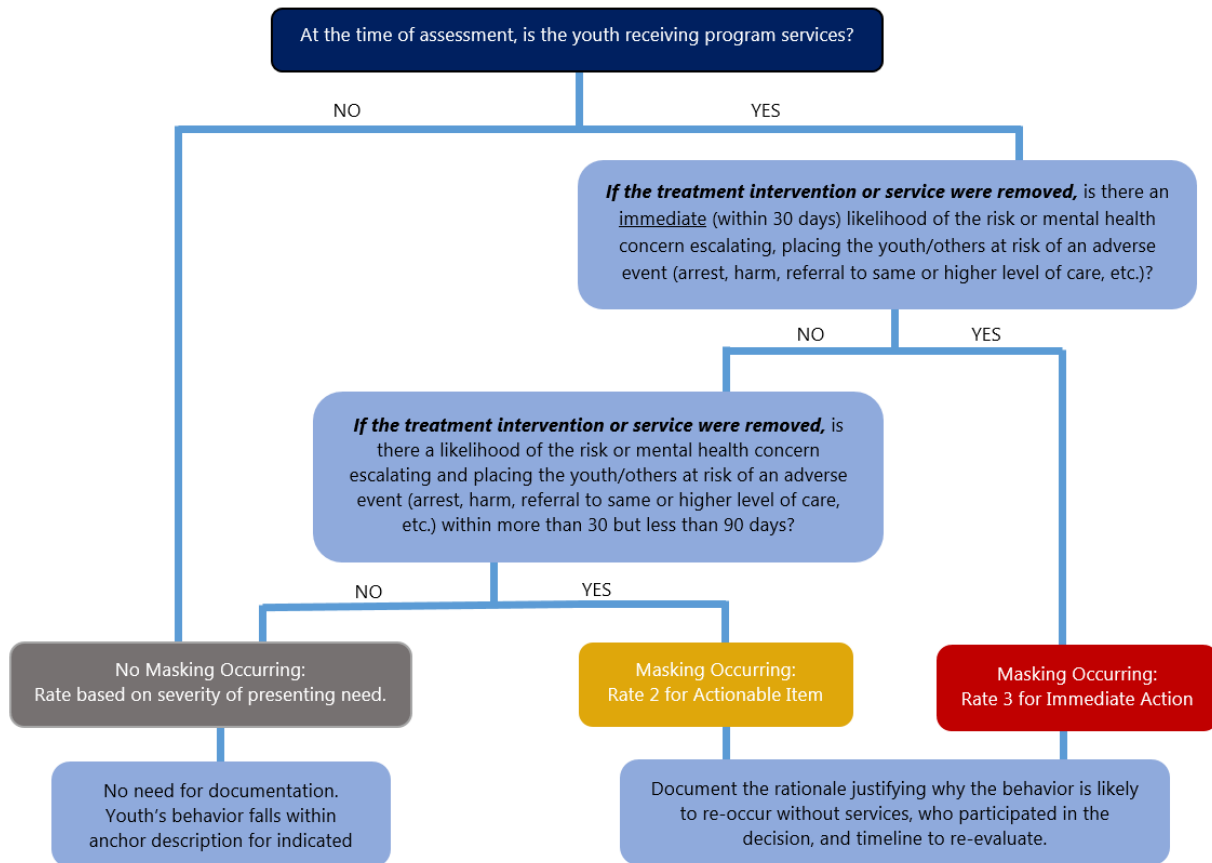 At the time of assessment, is the youth receiving program services?
NO
YES
If the treatment intervention or service were removed, is there an
immediate (within 30 days) likelihood of the risk or mental health
concern escalating, placing the youth/others at risk of an adverse
event (arrest, harm, referral to same or higher level of care, etc.)?
NO
YES
If the treatment intervention or service were removed, is
there a likelihood of the risk or mental health concern
escalating and placing the youth/others at risk of an adverse
event (arrest, harm, referral to same or higher level of care,
etc.) within more than 30 but less than 90 days?
NO
YES
No Masking Occurring:
Rate based on severity of presenting need.
Masking Occurring:
Rate 2 for Actionable Item
Masking Occurring:
Rate 3 for Immediate Action
No need for documentation.
Youth’s behavior falls within
anchor description for indicated
Document the rationale justifying why the behavior is likely
to re-occur without services, who participated in the
decision, and timeline to re-evaluate.